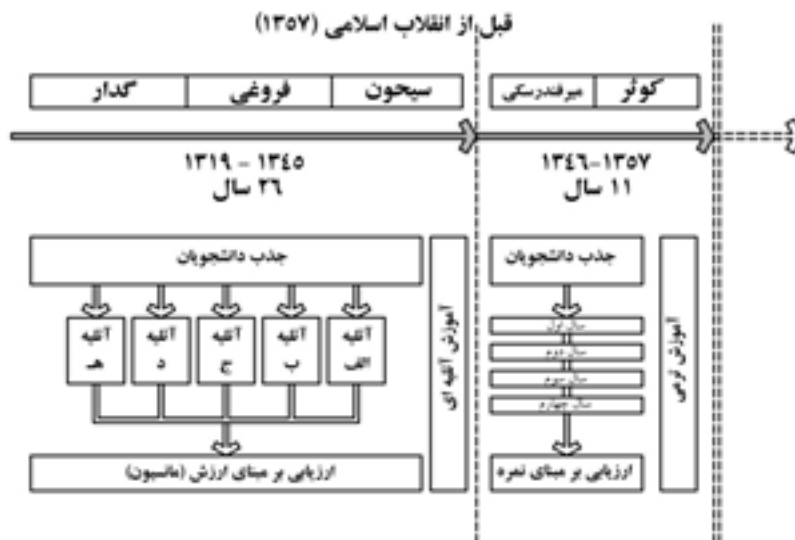 قبل از انقلاب اسلامی (۱۳۵۷)
کوثر
میرفندرسکی
سیحون
فروغی
گدار
۱۳۴۶-۱۳۵۷
۱۱ سال
۱۳۱۹ - ۱۳۴۵
۲۶ سال
جذب دانشجویان
سال اول
سال دوم
سال سوم
سال چهارم
ارزیابی بر مبنای نمره
آموزش ترمی
جذب دانشجویان
آتلیه
الف
آتلیه
ب
آتلیه
ج
آتلیه
د
آتلیه
هـ
ارزیابی بر مبنای ارزش (مانسیون)
آموزش آتلیه ای